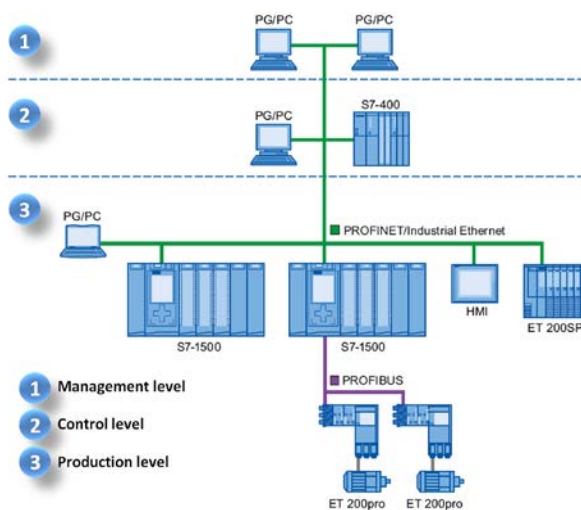 PG/PC PG/PC
1
S7-400
2
PG/PC
3
PG/PC
PROFINET/Industrial Ethernet
HMI
ET 200SP
S7-1500 S7-1500
1 Management level
PROFIBUS
2 Control level
3 Production level
ET 200pro ET 200pro